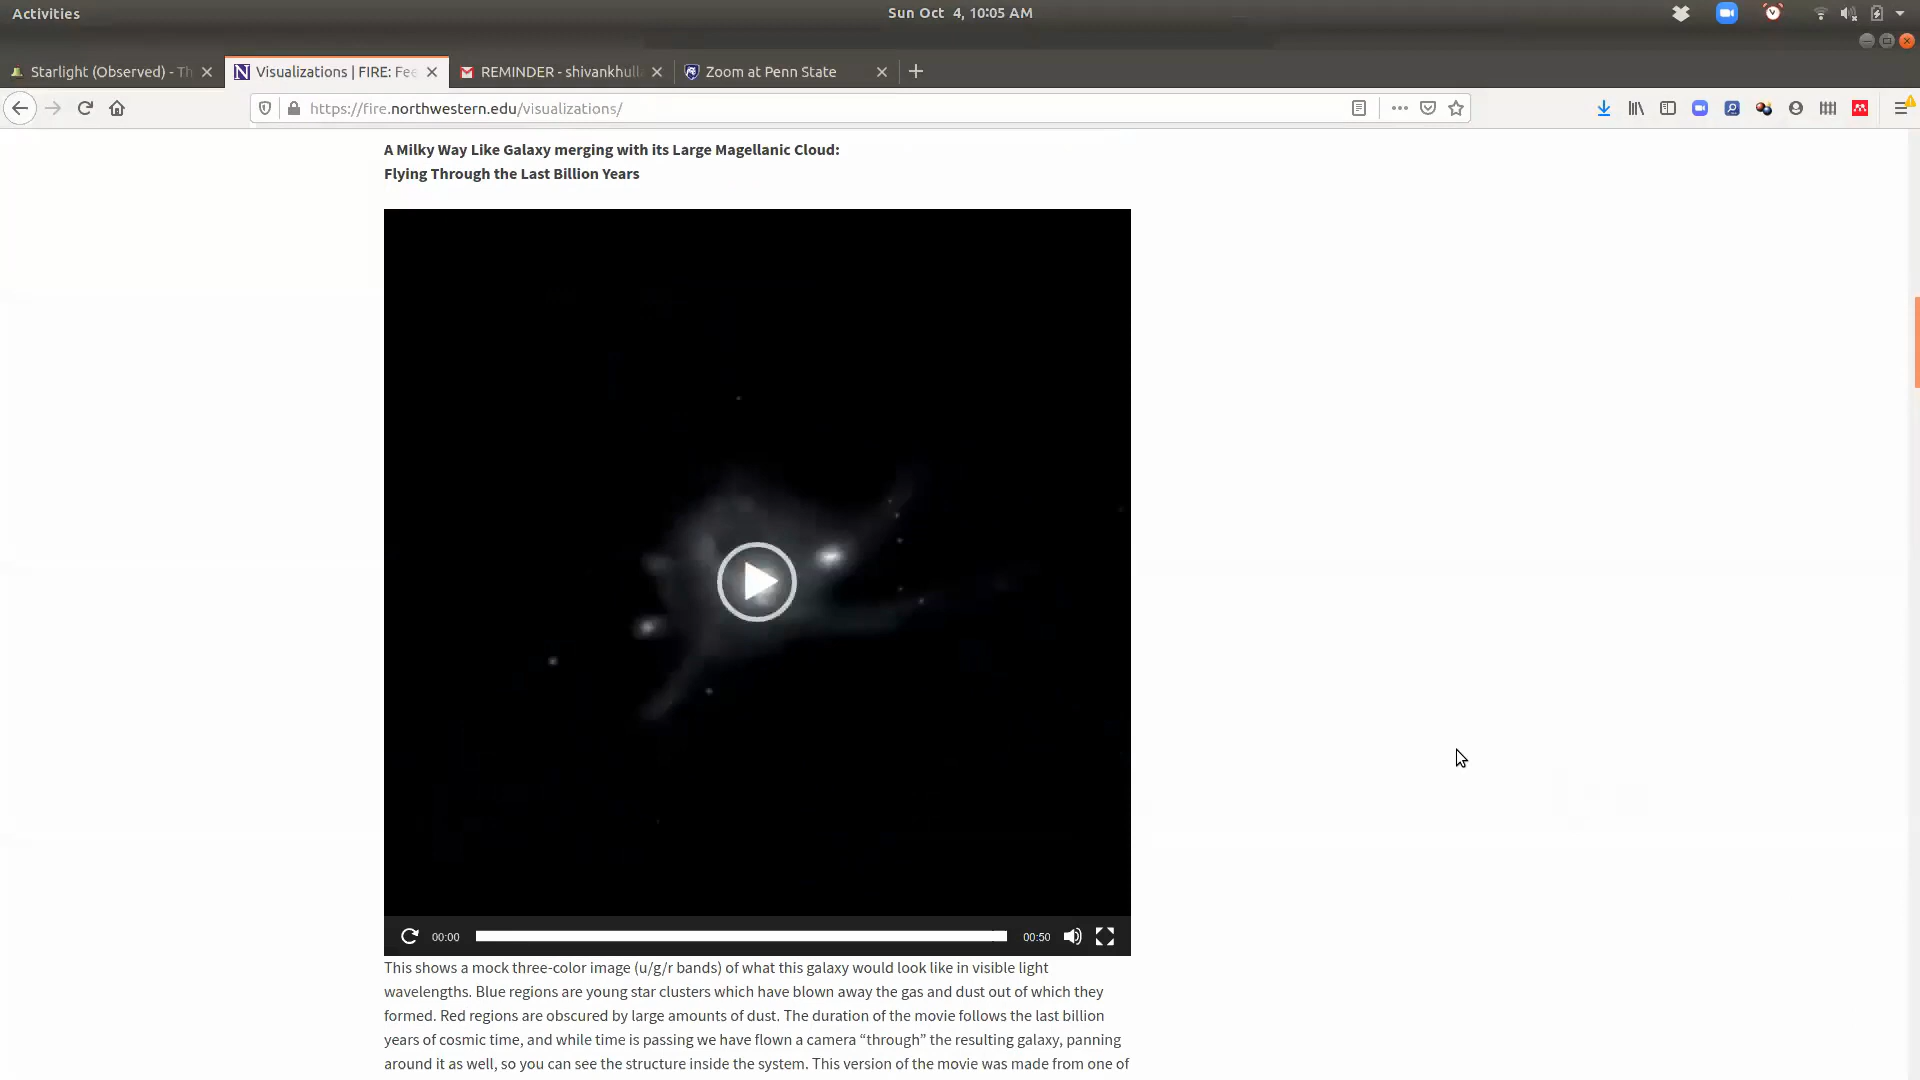 Activities
Sun Oct 4, 10:05 AM
Starlight (Observed) - Th
Visualizations | FIRE: Fee
REMINDER - shivankhull
Zoom at Penn State
https://fire.northwestern.edu/visualizations/
A Milky Way Like Galaxy merging with its Large Magellanic Cloud:
Flying Through the Last Billion Years
00:00
00:50
This shows a mock three-color image (u/g/r bands) of what this galaxy would look like in visible light
wavelengths. Blue regions are young star clusters which have blown away the gas and dust out of which they
formed. Red regions are obscured by large amounts of dust. The duration of the movie follows the last billion
years of cosmic time, and while time is passing we have flown a camera “through” the resulting galaxy, panning
around it as well, so you can see the structure inside the system. This version of the movie was made from one of